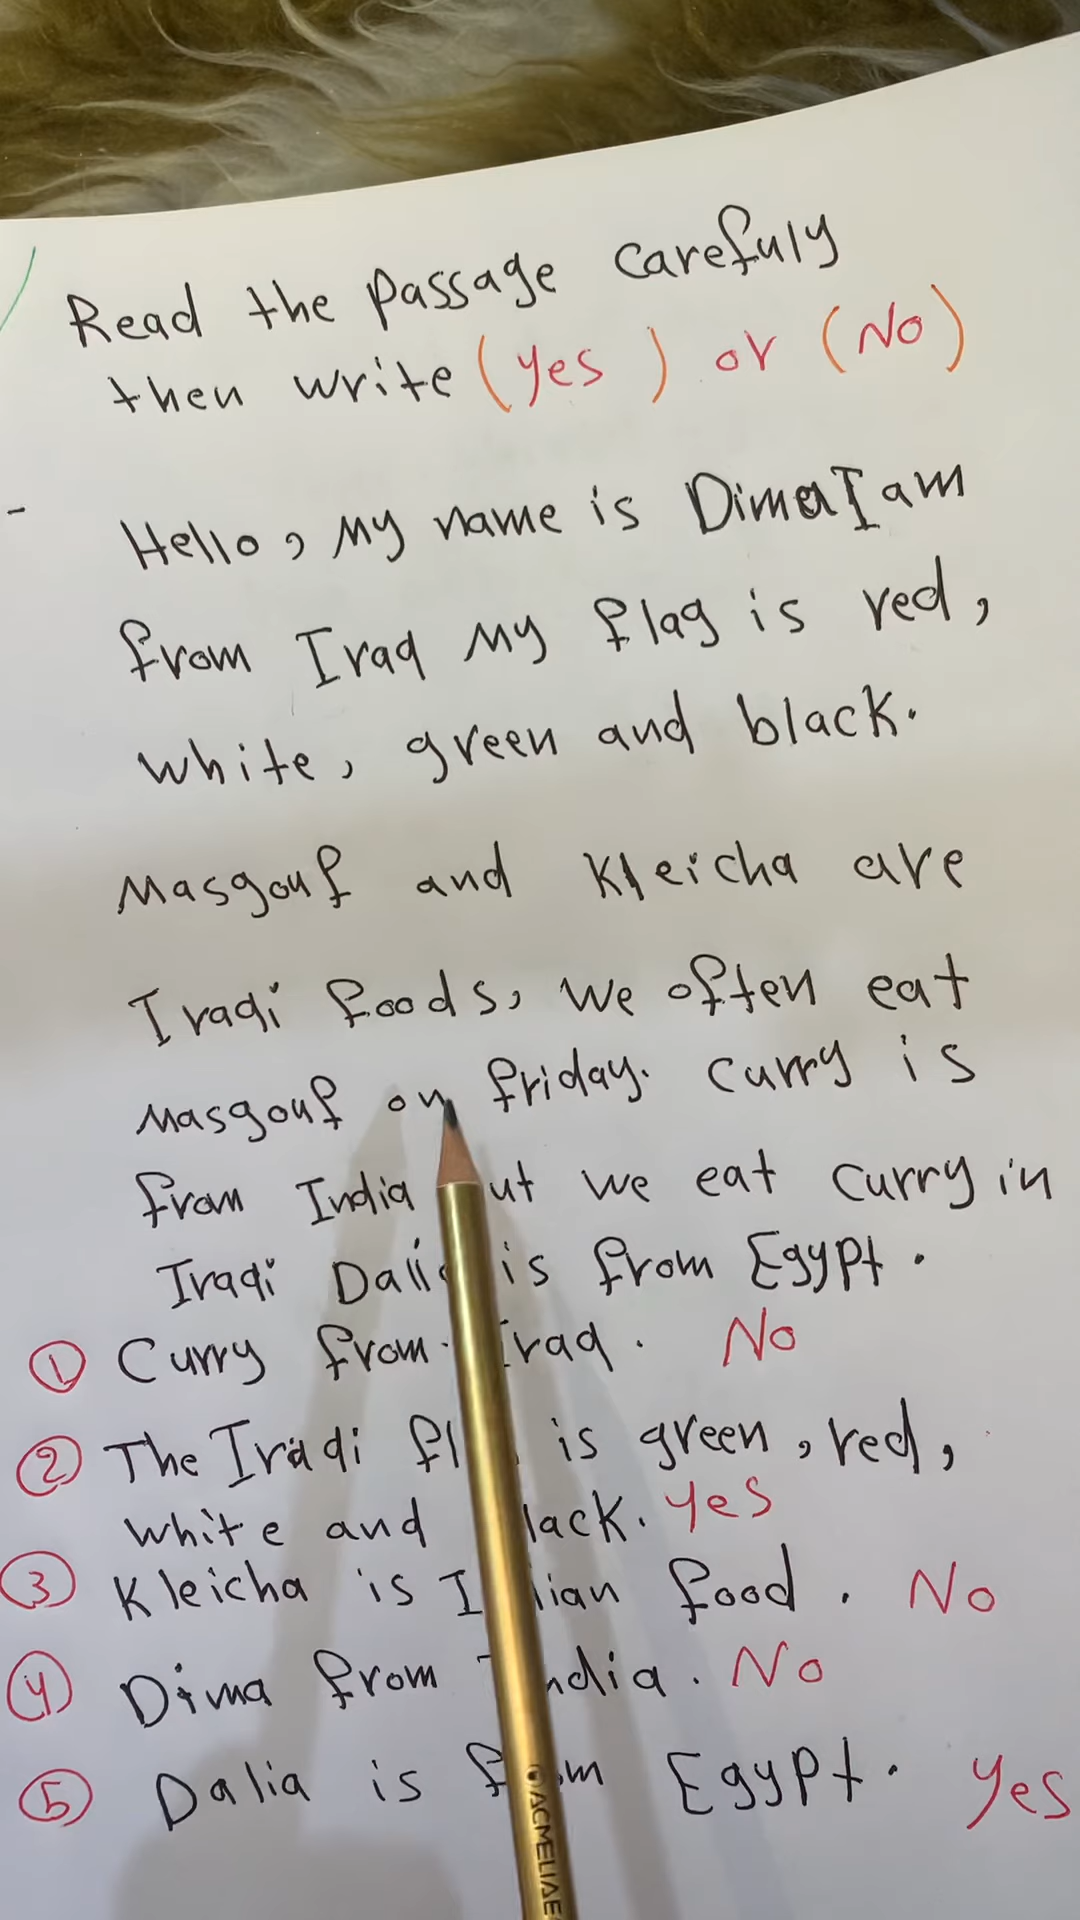 Read the passage carefuly
then write (yes) or (No)
Hello, My name is Dima I am
from Iraq My flag is red,
white, green and black.
Masgouf and Kleicha are
Iraqi foods, we often eat
Masgouf on friday. Curry is
from India ut we eat Curry in
Iraqi Dali is from Egypt.
① Curry from Iraq. No
② The Iraqi fl is green, red,
white and lack. yes
③ Kleicha is I ian food. No
④ Dima from ndia. No
⑤ Dalia is f m Egypt. yes
ACMELIAE